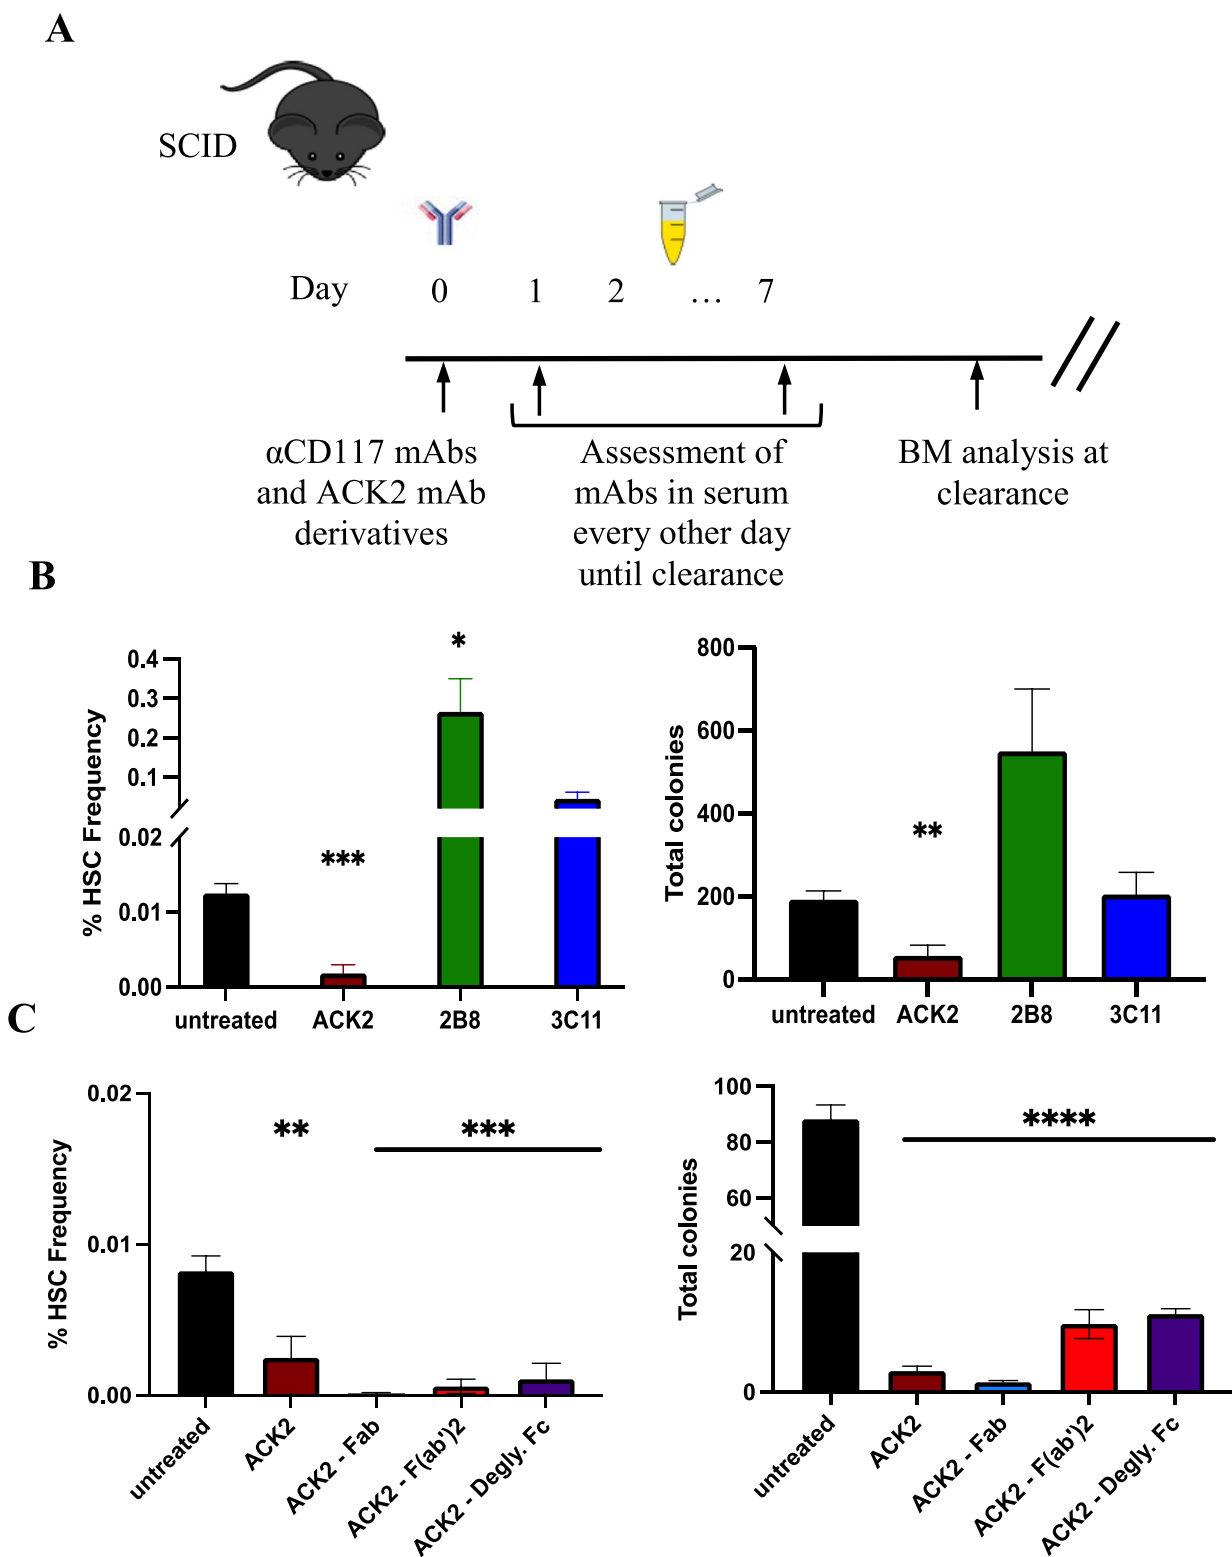 A
SCID
Day 0 1 2 ... 7
αCD117 mAbs
and ACK2 mAb
derivatives
Assessment of
mAbs in serum
every other day
until clearance
BM analysis at
clearance
B
% HSC Frequency
0.4
0.3
0.2
0.1
0.02
0.01
0.00
***
*
untreated ACK2 2B8 3C11
Total colonies
800
600
400
200
0
**
untreated ACK2 2B8 3C11
C
% HSC Frequency
0.02
0.01
0.00
**
***
untreated
ACK2
ACK2 - Fab
ACK2 - F(ab')2
ACK2 - Degly. Fc
Total colonies
100
80
60
20
0
****
untreated
ACK2
ACK2 - Fab
ACK2 - F(ab')2
ACK2 - Degly. Fc